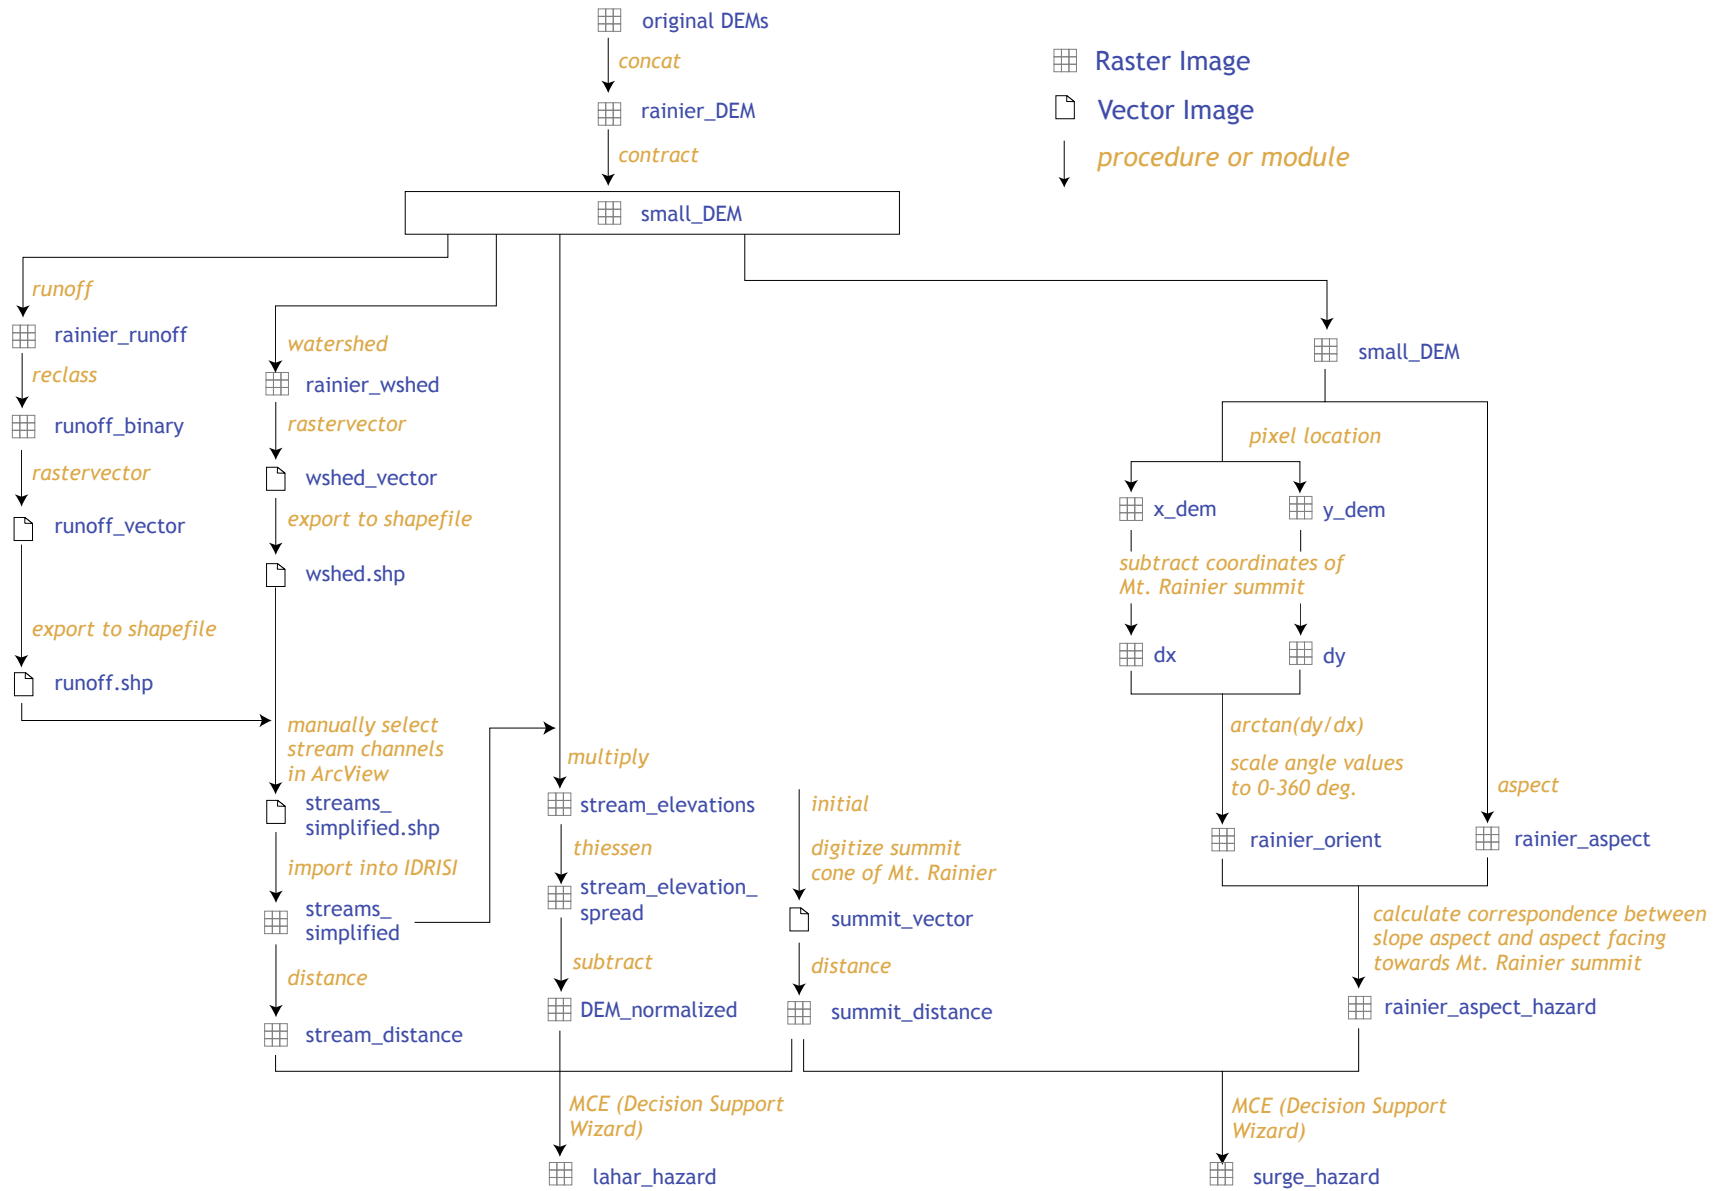 original DEMs
concat
rainier_DEM
contract
small_DEM
Raster Image
Vector Image
procedure or module
runoff
rainier_runoff
reclass
runoff_binary
rastervector
runoff_vector
export to shapefile
runoff.shp
watershed
rainier_wshed
rastervector
wshed_vector
export to shapefile
wshed.shp
manually select
stream channels
in ArcView
streams_
simplified.shp
import into IDRISI
streams_
simplified
distance
stream_distance
multiply
stream_elevations
thiessen
stream_elevation_
spread
subtract
DEM_normalized
initial
digitize summit
cone of Mt. Rainier
summit_vector
distance
summit_distance
MCE (Decision Support
Wizard)
lahar_hazard
small_DEM
pixel location
x_dem
y_dem
subtract coordinates of
Mt. Rainier summit
dx
dy
arctan(dy/dx)
scale angle values
to 0-360 deg.
aspect
rainier_orient
rainier_aspect
calculate correspondence between
slope aspect and aspect facing
towards Mt. Rainier summit
rainier_aspect_hazard
MCE (Decision Support
Wizard)
surge_hazard